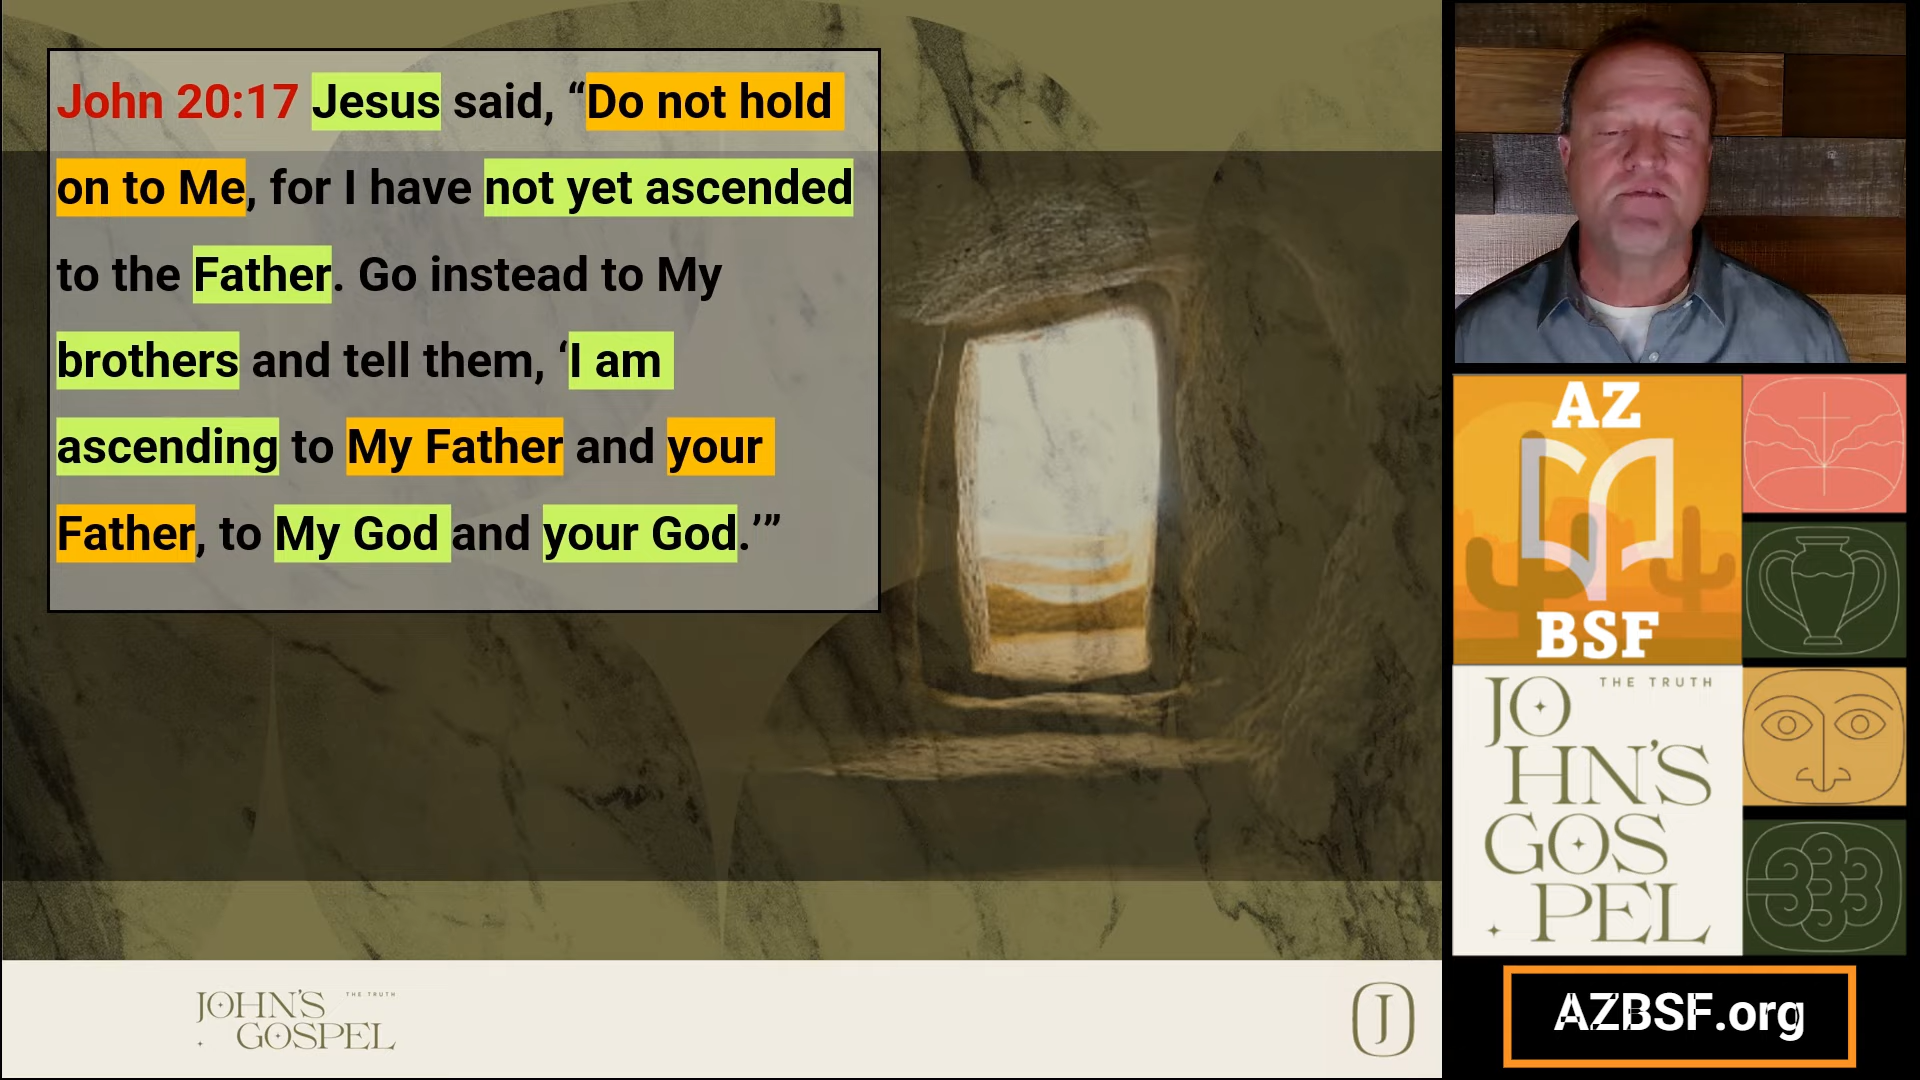 John 20:17 Jesus said, “Do not hold
on to Me, for I have not yet ascended
to the Father. Go instead to My
brothers and tell them, ‘I am
ascending to My Father and your
Father, to My God and your God.’”
AZ
BSF
JO THE TRUTH
HN’S
GOS
PEL
AZBSF.org
JOHN’S THE TRUTH
GOSPEL
J